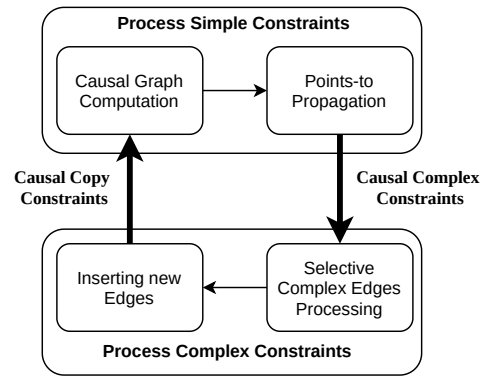 Process Simple Constraints
Causal Graph
Computation
Points-to
Propagation
Causal Copy
Constraints
Causal Complex
Constraints
Inserting new
Edges
Selective
Complex Edges
Processing
Process Complex Constraints